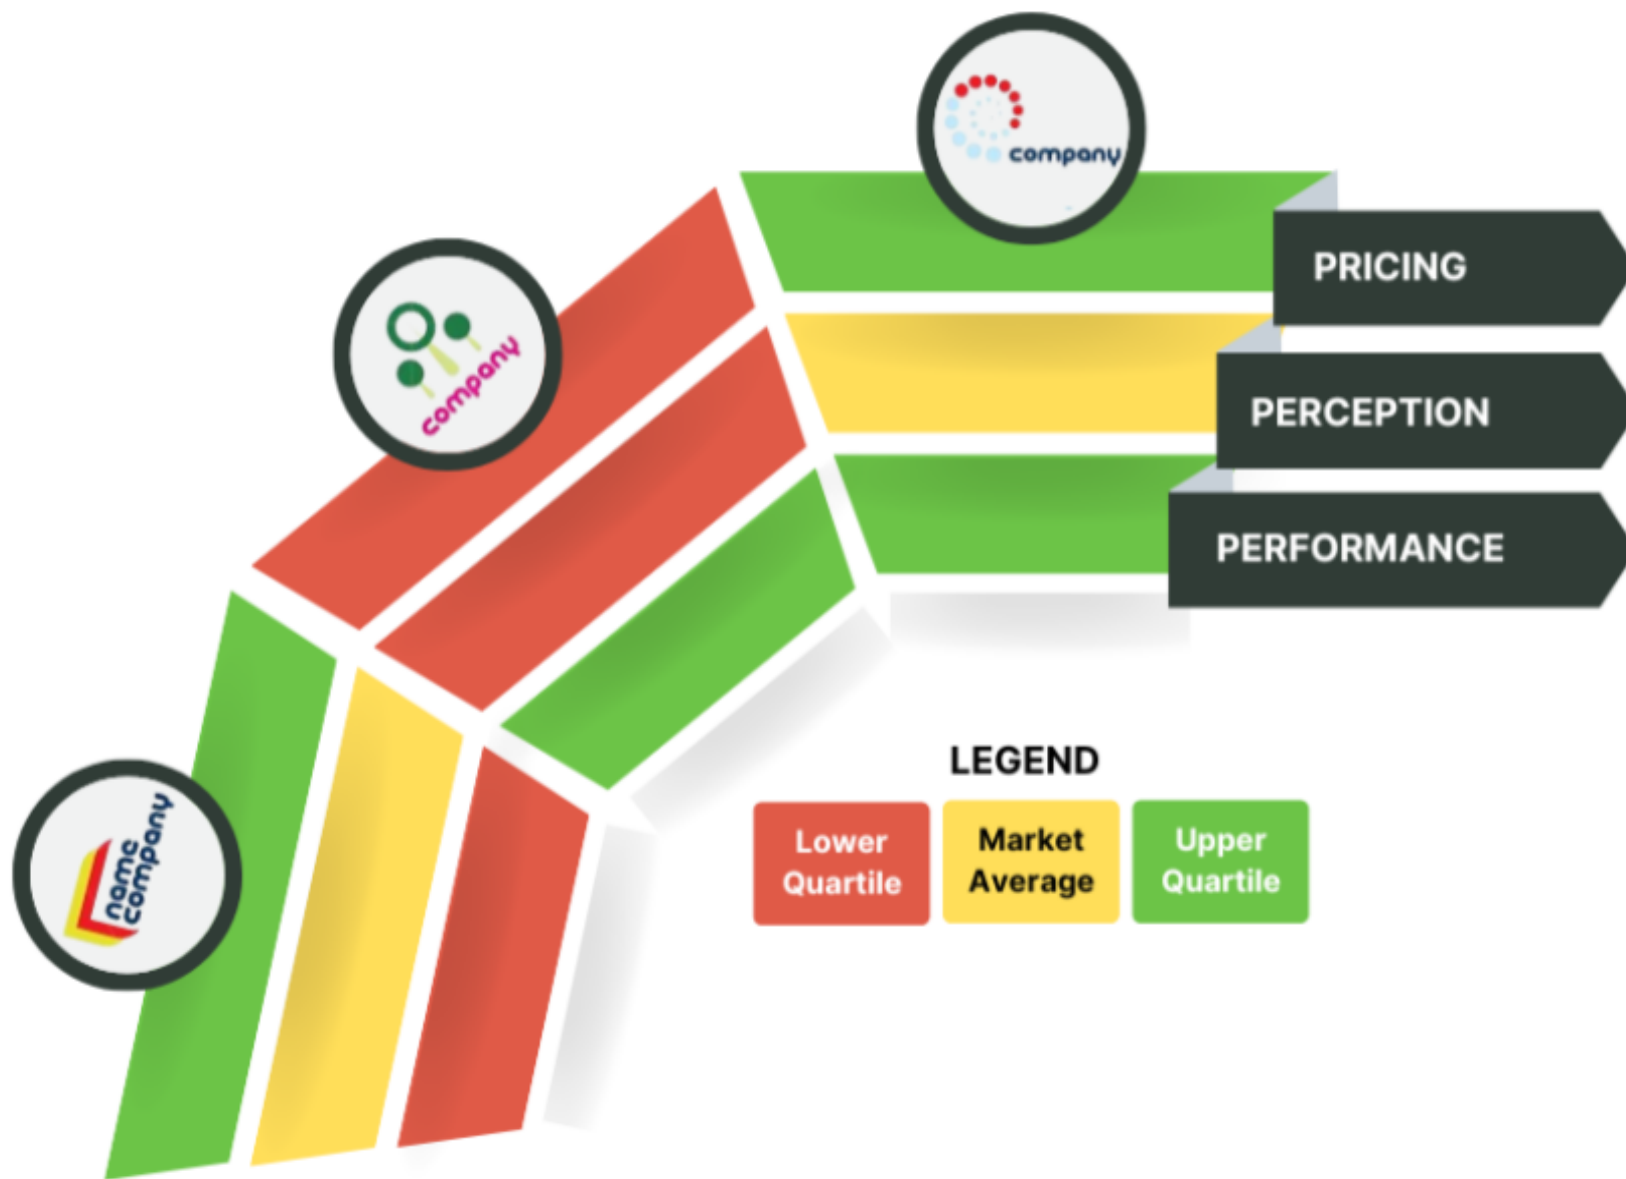 company
PRICING
company
PERCEPTION
PERFORMANCE
LEGEND
name
company
Lower
Quartile
Market
Average
Upper
Quartile